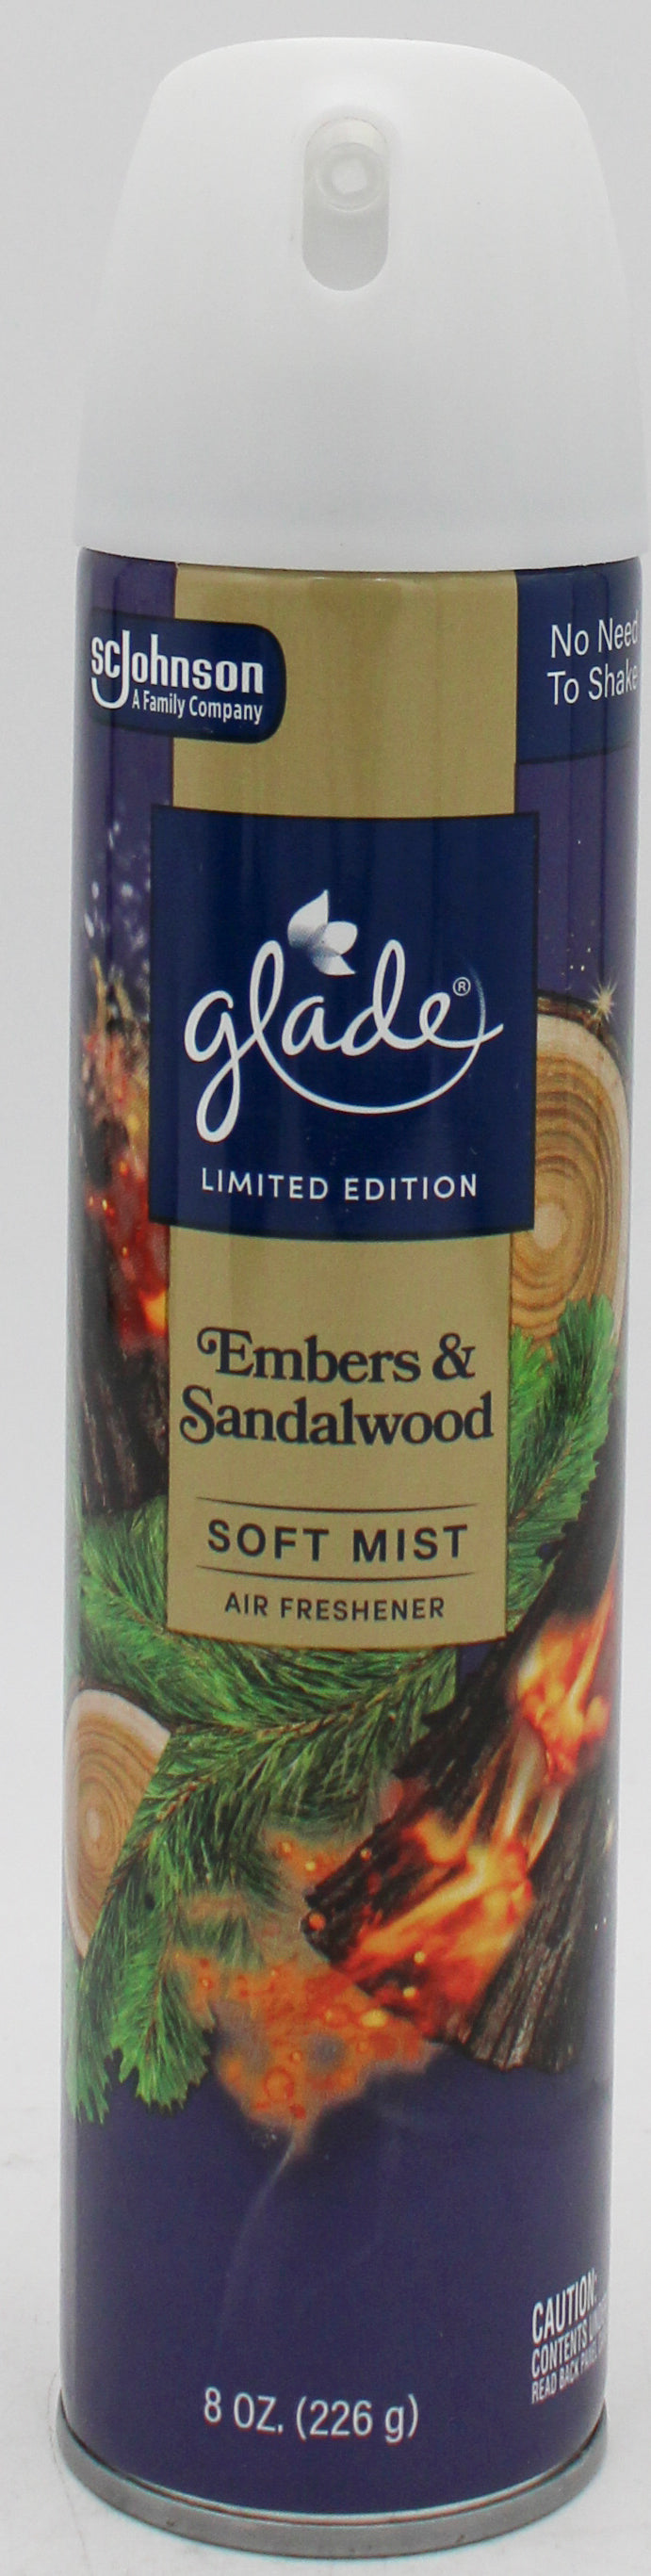 scJohnson
A Family Company
No Need
To Shake
glade®
LIMITED EDITION
Embers &
Sandalwood
SOFT MIST
AIR FRESHENER
CAUTION:
CONTENTS
READ BACK
8 OZ. (226 g)